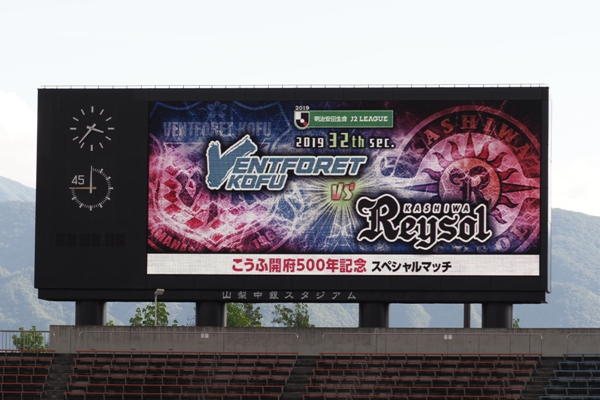 2019
明治安田生命 J2 LEAGUE
2019 32th sec.
VENTFORET KOFU
VENTFORET
KOFU
VS
KASHIWA
KASHIWA
Reysol
こうふ開府500年記念 スペシャルマッチ
45
山梨中銀スタジアム